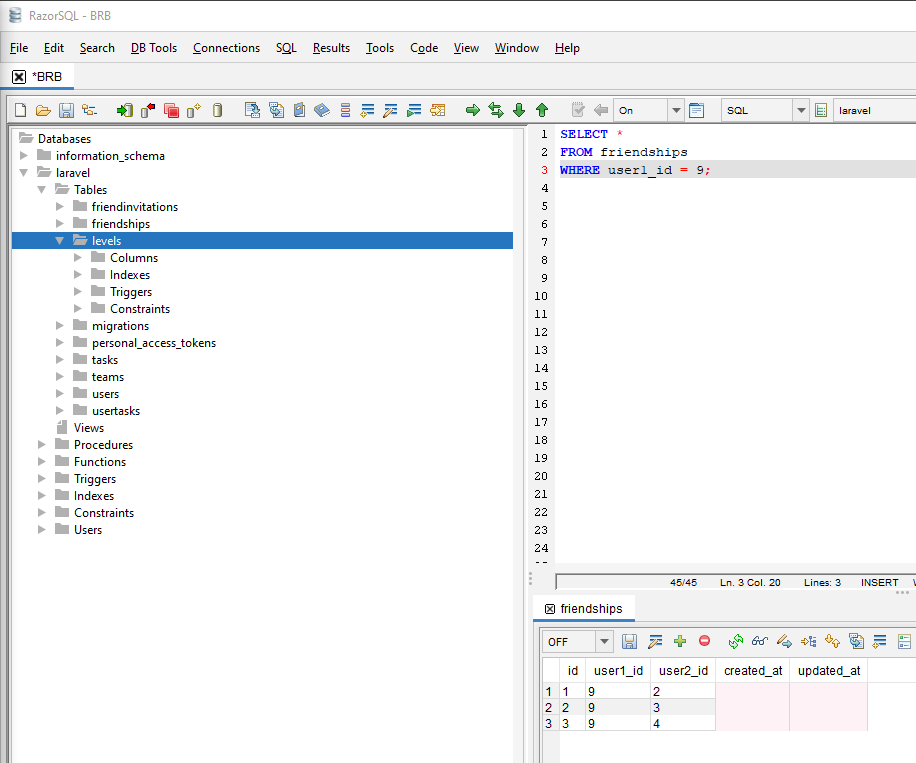 RazorSQL - BRB
File Edit Search DB Tools Connections SQL Results Tools Code View Window Help
*BRB
On SQL laravel
Databases
information_schema
laravel
Tables
friendinvitations
friendships
levels
Columns
Indexes
Triggers
Constraints
migrations
personal_access_tokens
tasks
teams
users
usertasks
Views
Procedures
Functions
Triggers
Indexes
Constraints
Users
1 SELECT *
2 FROM friendships
3 WHERE user1_id = 9;
4
5
6
7
8
9
10
11
12
13
14
15
16
17
18
19
20
21
22
23
24
45/45 Ln. 3 Col. 20 Lines: 3 INSERT
friendships
OFF
id user1_id user2_id created_at updated_at
1 1 9 2
2 2 9 3
3 3 9 4